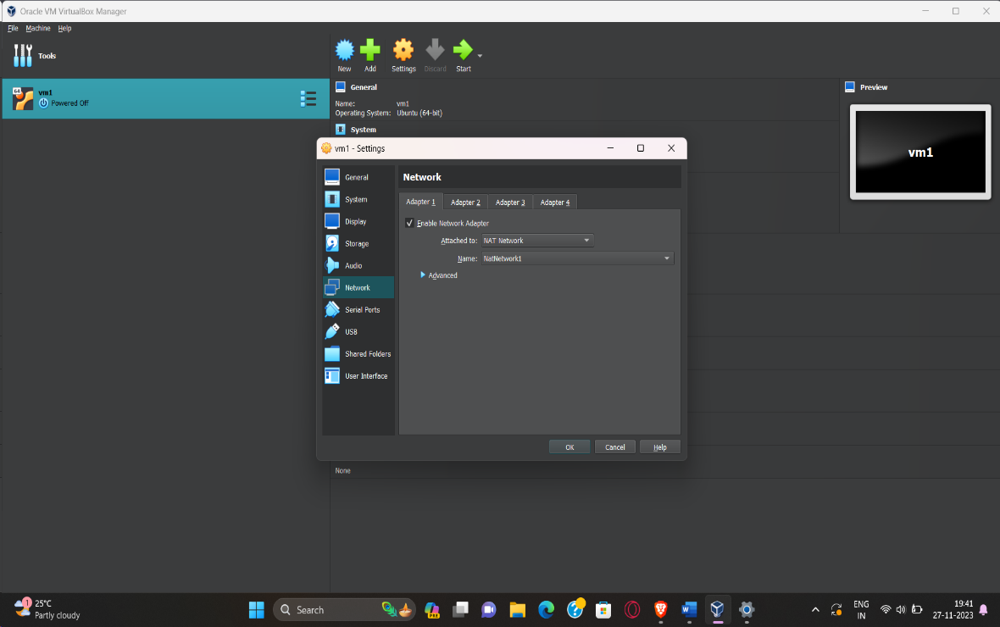 Oracle VM VirtualBox Manager
File Machine Help
Tools
New Add Settings Discard Start
64
vm1
Powered Off
General
Name: vm1
Operating System: Ubuntu (64-bit)
System
Preview
vm1
vm1 - Settings
General
System
Display
Storage
Audio
Network
Serial Ports
USB
Shared Folders
User Interface
Network
Adapter 1 Adapter 2 Adapter 3 Adapter 4
Enable Network Adapter
Attached to: NAT Network
Name: NatNetwork1
Advanced
OK Cancel Help
None
1
25°C
Partly cloudy
Search
PRE
ENG
IN
19:41
27-11-2023